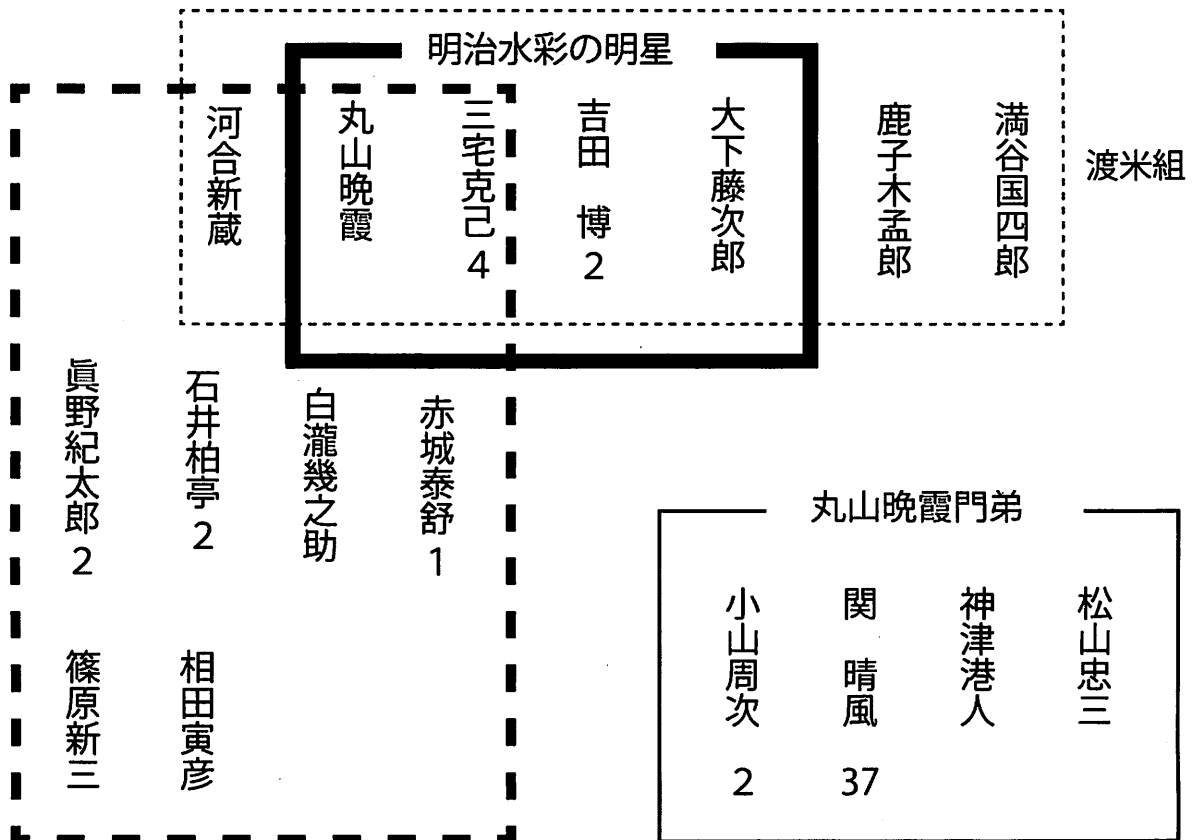 明治水彩の明星
渡米組
満谷国四郎
鹿子木孟郎
大下藤次郎
吉田 博 2
三宅克己 4
丸山晩霞
河合新蔵
赤城泰舒 1
白瀧幾之助
石井柏亭 2
眞野紀太郎 2
相田寅彦
篠原新三
丸山晩霞門弟
松山忠三
神津港人
関 晴風 37
小山周次 2